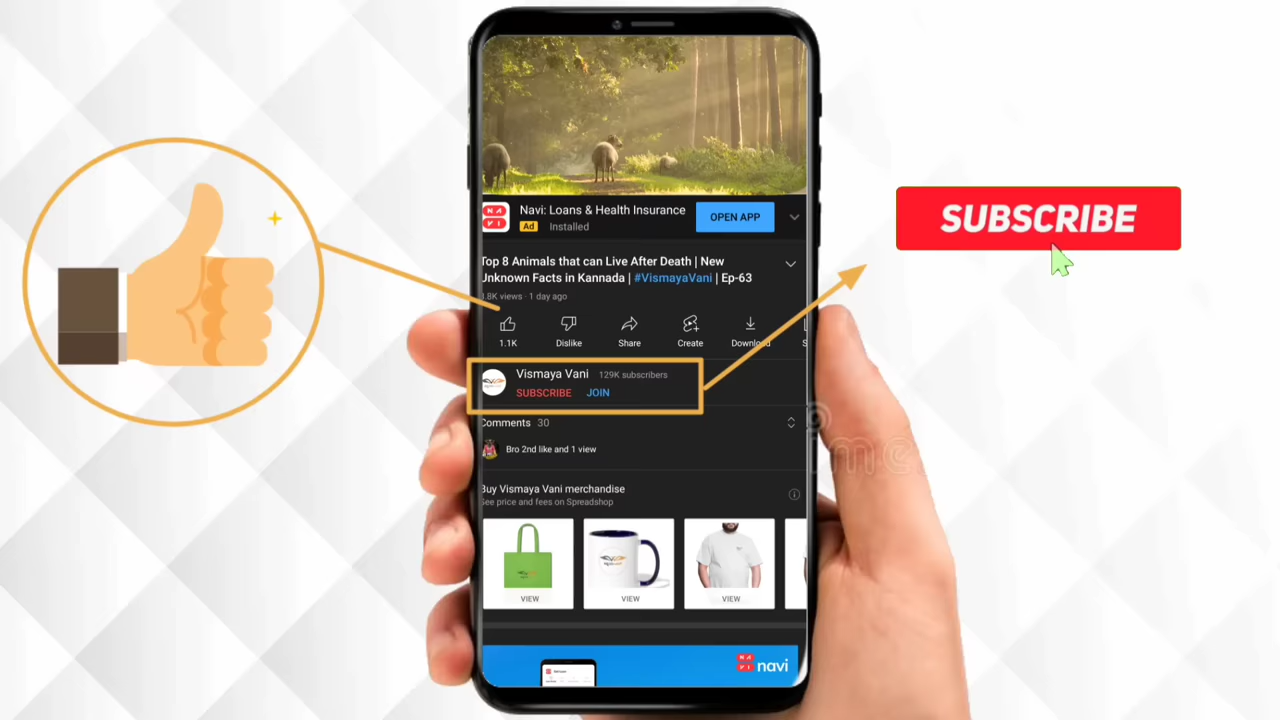 Navi: Loans & Health Insurance
Ad Installed
OPEN APP
Top 8 Animals that can Live After Death | New
Unknown Facts in Kannada | #VismayaVani | Ep-63
.8K views · 1 day ago
1.1K
Dislike
Share
Create
Download
Vismaya Vani 129K subscribers
SUBSCRIBE JOIN
Comments 30
Bro 2nd like and 1 view
Buy Vismaya Vani merchandise
See price and fees on Spreadshop
VIEW
VIEW
VIEW
NAVI navi
SUBSCRIBE